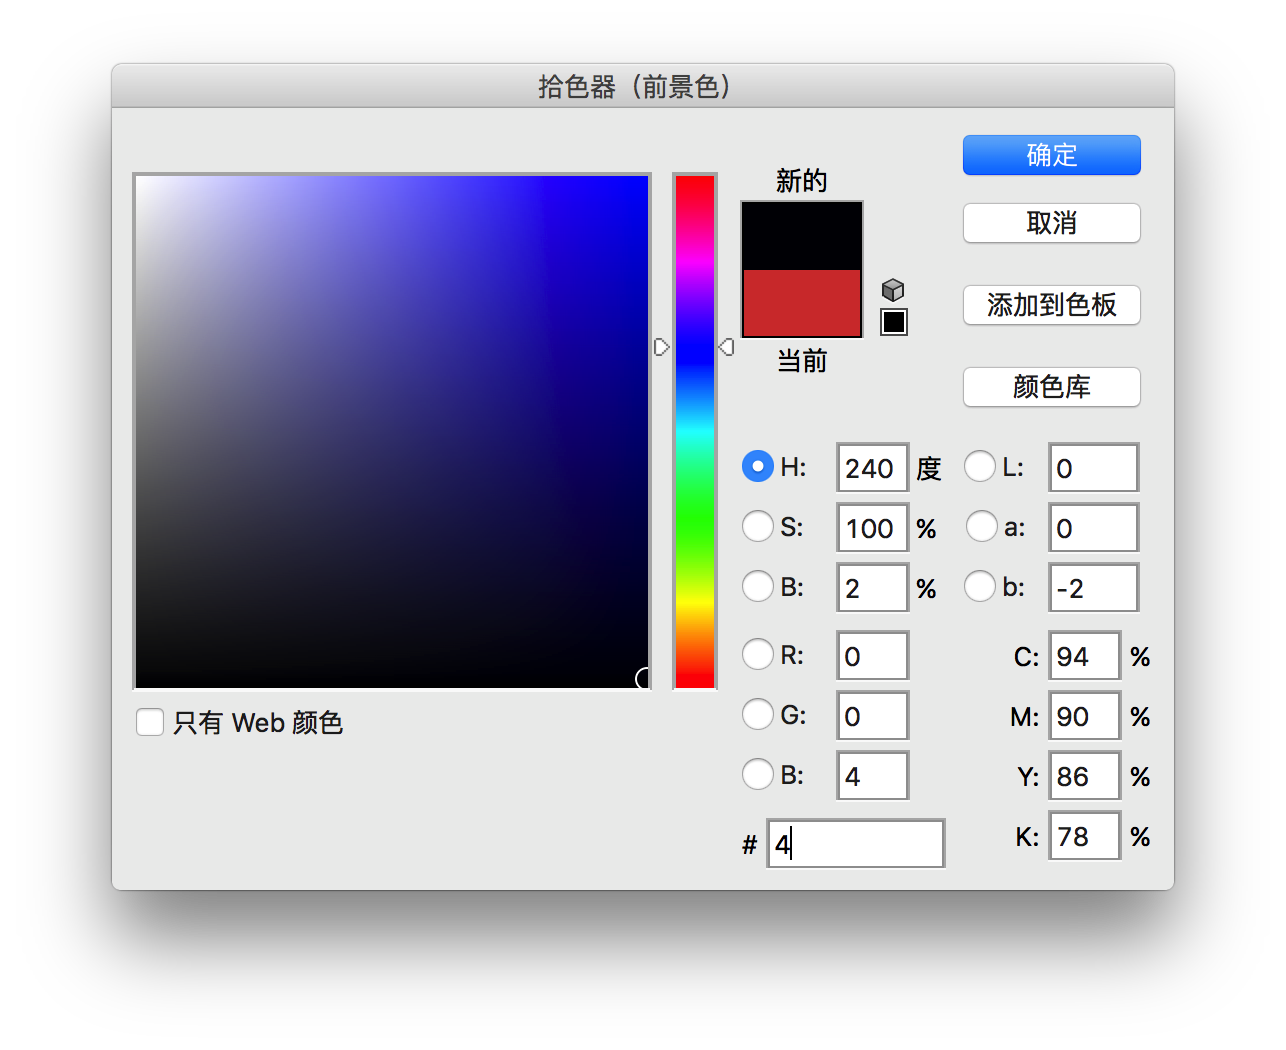 拾色器（前景色）
确定
新的
取消
添加到色板
当前
颜色库
H: 240 度 L: 0
S: 100 % a: 0
B: 2 % b: -2
R: 0 C: 94 %
G: 0 M: 90 %
B: 4 Y: 86 %
# 4 K: 78 %
只有 Web 颜色